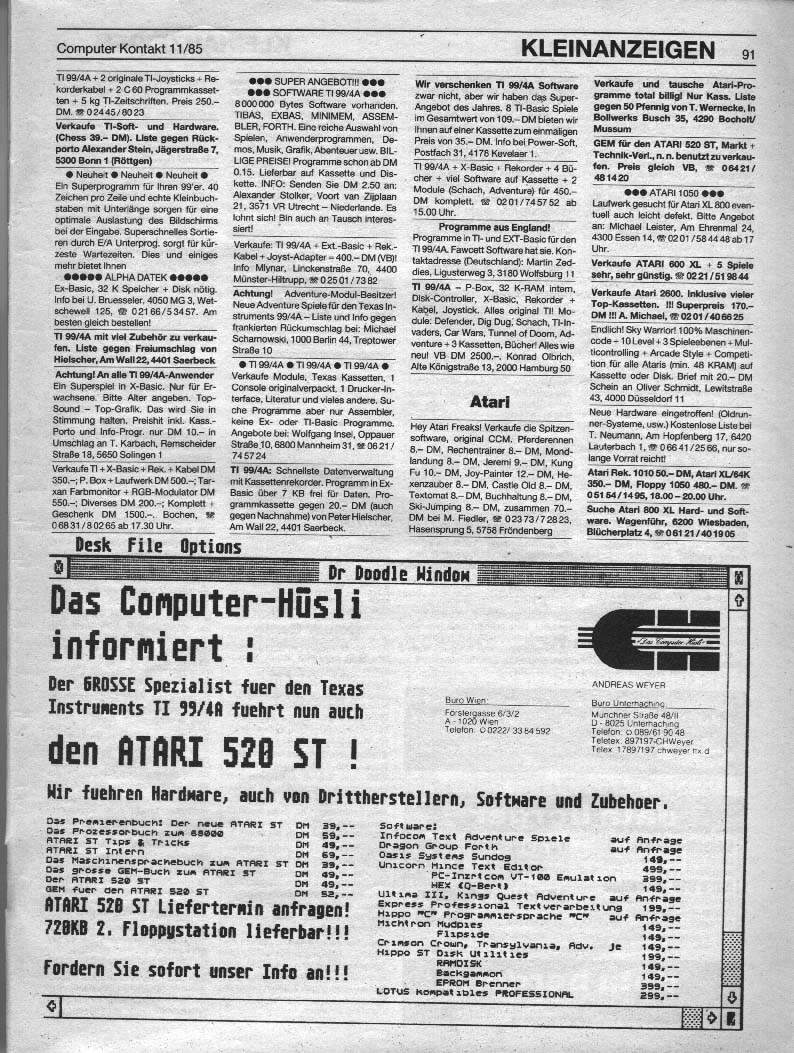 Computer Kontakt 11/85
KLEINANZEIGEN 91
TI 99/4A + 2 originale TI-Joysticks + Re-
korderkabel + 2 C 60 Programmkasset-
ten + 5 kg TI-Zeitschriften. Preis 250.–
DM. ☎ 0 24 45 / 80 23
Verkaufe TI-Soft- und Hardware.
(Chess 39.– DM). Liste gegen Rück-
porto Alexander Stein, Jägerstraße 7,
5300 Bonn 1 (Röttgen)
● Neuheit ● Neuheit ● Neuheit ●
Ein Superprogramm für Ihren 99'er. 40
Zeichen pro Zeile und echte Kleinbuch-
staben mit Unterlänge sorgen für eine
optimale Auslastung des Bildschirms
bei der Eingabe. Superschnelles Sortie-
ren durch E/A Unterprog. sorgt für kür-
zeste Wartezeiten. Dies und einiges
mehr bietet Ihnen
●●●●● ALPHA DATEK ●●●●●
Ex-Basic, 32 K Speicher + Disk nötig.
Info bei U. Bruesseler, 4050 MG 3, Wet-
schewell 125, ☎ 0 21 66 / 5 34 57. Am
besten gleich bestellen!
TI 99/4A mit viel Zubehör zu verkau-
fen. Liste gegen Freiumschlag von
Hielscher, Am Wall 22, 4401 Saerbeck
Achtung! An alle TI 99/4A-Anwender
Ein Superspiel in X-Basic. Nur für Er-
wachsene. Bitte Alter angeben. Top-
Sound – Top-Grafik. Das wird Sie in
Stimmung halten. Preishit inkl. Kass.-
Porto und Info-Progr. nur DM 10.– in
Umschlag an T. Karbach, Remscheider
Straße 18, 5650 Solingen 1
Verkaufe TI + X-Basic + Rek. + Kabel DM
350.–; P. Box + Laufwerk DM 500.–; Tar-
xan Farbmonitor + RGB-Modulator DM
550.–; Diverses DM 200.–; Komplett +
Geschenk DM 1500.–. Bochen, ☎
0 68 31 / 8 02 65 ab 17.30 Uhr.
●●● SUPER ANGEBOT!!! ●●●
●●● SOFTWARE TI 99/4A ●●●
8 000 000 Bytes Software vorhanden.
TIBAS, EXBAS, MINIMEM, ASSEM-
BLER, FORTH. Eine reiche Auswahl von
Spielen, Anwenderprogrammen, De-
mos, Musik, Grafik, Abenteuer usw. BIL-
LIGE PREISE! Programme schon ab DM
0.15. Lieferbar auf Kassette und Dis-
kette. INFO: Senden Sie DM 2.50 an:
Alexander Stolker, Voort van Zijplaan
21, 3571 VR Utrecht – Niederlande. Es
lohnt sich! Bin auch an Tausch interes-
siert!
Verkaufe: TI 99/4A + Ext.-Basic + Rek.-
Kabel + Joyst-Adapter = 400.– DM (VB)!
Info Mlynar, Linckenstraße 70, 4400
Münster-Hiltrupp, ☎ 0 25 01 / 73 82
Achtung! Adventure-Modul-Besitzer!
Neue Adventure Spiele für den Texas In-
struments 99/4A – Liste und Info gegen
frankierten Rückumschlag bei: Michael
Scharnowski, 1000 Berlin 44, Treptower
Straße 10
● TI 99/4A ● TI 99/4A ● TI 99/4A ●
Verkaufe Module, Texas Kassetten, 1
Console originalverpackt. 1 Drucker-In-
terface, Literatur und vieles andere. Su-
che Programme aber nur Assembler,
keine Ex- oder TI-Basic Programme.
Angebote bei: Wolfgang Insel, Oppauer
Straße 10, 6800 Mannheim 31, ☎ 06 21 /
74 57 24
TI 99/4A: Schnellste Datenverwaltung
mit Kassettenrekorder. Programm in Ex-
Basic über 7 KB frei für Daten. Pro-
grammkassette gegen 20.– DM (auch
gegen Nachnahme) von Peter Hielscher,
Am Wall 22, 4401 Saerbeck.
Wir verschenken TI 99/4A Software
zwar nicht, aber wir haben das Super-
Angebot des Jahres. 8 TI-Basic Spiele
im Gesamtwert von 109.– DM bieten wir
Ihnen auf einer Kassette zum einmaligen
Preis von 35.– DM. Info bei Power-Soft,
Postfach 31, 4176 Kevelaer 1.
TI 99/4A + X-Basic + Rekorder + 4 Bü-
cher + viel Software auf Kassette + 2
Module (Schach, Adventure) für 450.–
DM komplett. ☎ 02 01 / 74 57 52 ab
15.00 Uhr.
Programme aus England!
Programme in TI- und EXT-Basic für den
TI 99/4A. Fawcett Software hat sie. Kon-
taktadresse (Deutschland): Martin Zed-
dies, Ligusterweg 3, 3180 Wolfsburg 11
TI 99/4A – P-Box, 32 K-RAM intern,
Disk-Controller, X-Basic, Rekorder +
Kabel, Joystick. Alles original TI! Mo-
dule: Defender, Dig Dug, Schach, TI-In-
vaders, Car Wars, Tunnel of Doom, Ad-
venture + 3 Kassetten, Bücher! Alles wie
neu! VB DM 2500.–. Konrad Olbrich,
Alte Königstraße 13, 2000 Hamburg 50
Atari
Hey Atari Freaks! Verkaufe die Spitzen-
software, original CCM. Pferderennen
8.– DM, Rechentrainer 8.– DM, Mond-
landung 8.– DM, Jeremi 9.– DM, Kung
Fu 10.– DM, Joy-Painter 12.– DM, He-
xenzauber 8.– DM, Castle Old 8.– DM,
Textomat 8.– DM, Buchhaltung 8.– DM,
Ski-Jumping 8.– DM, zusammen 70.–
DM bei M. Fiedler, ☎ 0 23 73 / 7 28 23,
Hasensprung 5, 5758 Fröndenberg
Verkaufe und tausche Atari-Pro-
gramme total billig! Nur Kass. Liste
gegen 50 Pfennig von T. Wernecke, In
Bollwerks Busch 35, 4290 Bocholt/
Mussum
GEM für den ATARI 520 ST, Markt +
Technik-Verl., n. n. benutzt zu verkau-
fen. Preis gleich VB, ☎ 0 64 21 /
48 14 20
●●● ATARI 1050 ●●●
Laufwerk gesucht für Atari XL 800 even-
tuell auch leicht defekt. Bitte Angebot
an: Michael Leister, Am Ehrenmal 24,
4300 Essen 14, ☎ 02 01 / 58 44 48 ab 17
Uhr.
Verkaufe ATARI 600 XL + 5 Spiele
sehr, sehr günstig. ☎ 02 21 / 51 98 44
Verkaufe Atari 2600. Inklusive vieler
Top-Kassetten. !!! Superpreis 170.–
DM !!! A. Michael, ☎ 02 01 / 40 66 25
Endlich! Sky Warrior! 100% Maschinen-
code + 10 Level + 3 Spieleebenen + Mul-
ticontrolling + Arcade Style + Competi-
tion für alle Ataris (min. 48 KRAM) auf
Kassette oder Disk. Brief mit 20.– DM
Schein an Oliver Schmidt, Lewitstraße
43, 4000 Düsseldorf 11
Neue Hardware eingetroffen! (Oldrun-
ner-Systeme, usw.) Kostenlose Liste bei
T. Neumann, Am Hopfenberg 17, 6420
Lauterbach 1, ☎ 0 66 41 / 25 66, nur so-
lange Vorrat reicht!
Atari Rek. 1010 50.– DM, Atari XL/64K
350.– DM, Floppy 1050 480.– DM. ☎
0 51 54 / 14 95, 18.00 – 20.00 Uhr.
Suche Atari 800 XL Hard- und Soft-
ware. Wagenführ, 6200 Wiesbaden,
Blücherplatz 4, ☎ 0 61 21 / 40 19 05
Desk File Options
Dr Doodle Window
Das Computer-Hüsli
informiert :
Der GROSSE Spezialist fuer den Texas
Instruments TI 99/4A fuehrt nun auch
den ATARI 520 ST !
«Das Computer Hüsli»
ANDREAS WEYER
Büro Wien:
Förstergasse 6/3/2
A - 1020 Wien
Telefon: 0222/ 33 84 592
Büro Unterhaching:
Münchner Straße 48/II
D - 8025 Unterhaching
Telefon: 089/61 90 48
Teletex: 897197-CHWeyer
Telex: 17897197 chweyer ttx d
Wir fuehren Hardware, auch von Drittherstellern, Software und Zubehoer.
Das Premierenbuch: Der neue ATARI ST DM 39,--
Das Prozessorbuch zum 68000 DM 59,--
ATARI ST Tips & Tricks DM 49,--
ATARI ST Intern DM 69,--
Das Maschinensprachebuch zum ATARI ST DM 39,--
Das grosse GEM-Buch zum ATARI ST DM 49,--
Der ATARI 520 ST DM 49,--
GEM fuer den ATARI 520 ST DM 52,--
ATARI 520 ST Liefertermin anfragen!
720KB 2. Floppystation lieferbar!!!
Fordern Sie sofort unser Info an!!!
Software:
Infocom Text Adventure Spiele auf Anfrage
Dragon Group Forth auf Anfrage
Oasis Systems Sundog 149,--
Unicorn Mince Text Editor 499,--
PC-Inzrtcom VT-100 Emulation 399,--
HEX (Q-Bert) 149,--
Ultima III, Kings Quest Adventure auf Anfrage
Express Professional Textverarbeitung 199,--
Hippo "C" Programmiersprache "C" auf Anfrage
Michtron Mudpies 149,--
Flipside 149,--
Crimson Crown, Transylvania, Adv. je 149,--
Hippo ST Disk Utilities 199,--
RAMDISK 149,--
Backgammon 149,--
EPROM Brenner 399,--
LOTUS Kompatibles PROFESSIONAL 299,--